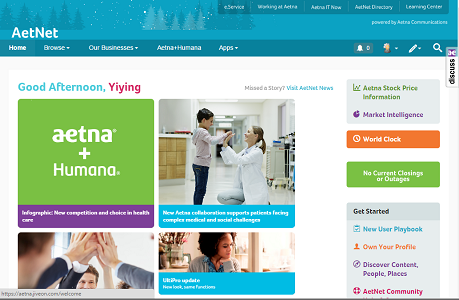 eService Working at Aetna Aetna IT Now AetNet Directory Learning Center
AetNet
powered by Aetna Communications
Home Browse Our Businesses Aetna+Humana Apps 0
discuss
Good Afternoon, Yiying
Missed a Story? Visit AetNet News
aetna®
+
Humana®
Infographic: New competition and choice in health care
New Aetna collaboration supports patients facing complex medical and social challenges
UltiPro update
New look, same functions
Aetna Stock Price
Information
Market Intelligence
World Clock
No Current Closings
or Outages
Get Started
New User Playbook
Own Your Profile
Discover Content,
People, Places
AetNet Community
https://aetna.jiveon.com/welcome